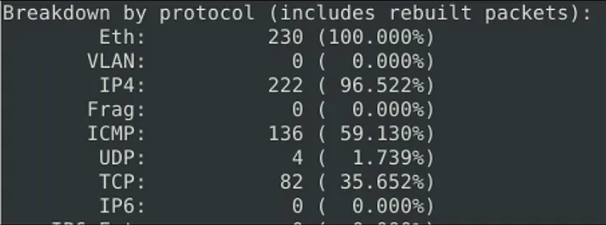 Breakdown by protocol (includes rebuilt packets):
Eth: 230 (100.000%)
VLAN: 0 ( 0.000%)
IP4: 222 ( 96.522%)
Frag: 0 ( 0.000%)
ICMP: 136 ( 59.130%)
UDP: 4 ( 1.739%)
TCP: 82 ( 35.652%)
IP6: 0 ( 0.000%)